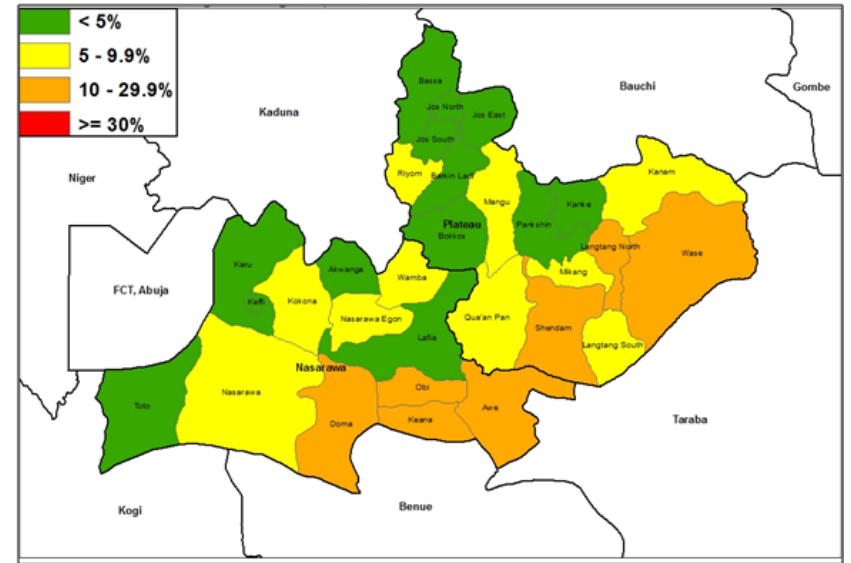 < 5%
5 - 9.9%
10 - 29.9%
>= 30%
Kaduna
Bauchi
Gombe
Niger
FCT, Abuja
Kogi
Benue
Taraba
Plateau
Nasarawa
Bassa
Jos North
Jos East
Jos South
Riyom
Barkin Ladi
Mangu
Bokkos
Pankshin
Kanke
Kanam
Langtang North
Wase
Mikang
Qua'an Pan
Shendam
Langtang South
Karu
Keffi
Kokona
Akwanga
Wamba
Nasarawa Egon
Lafia
Toto
Nasarawa
Doma
Obi
Keana
Awe